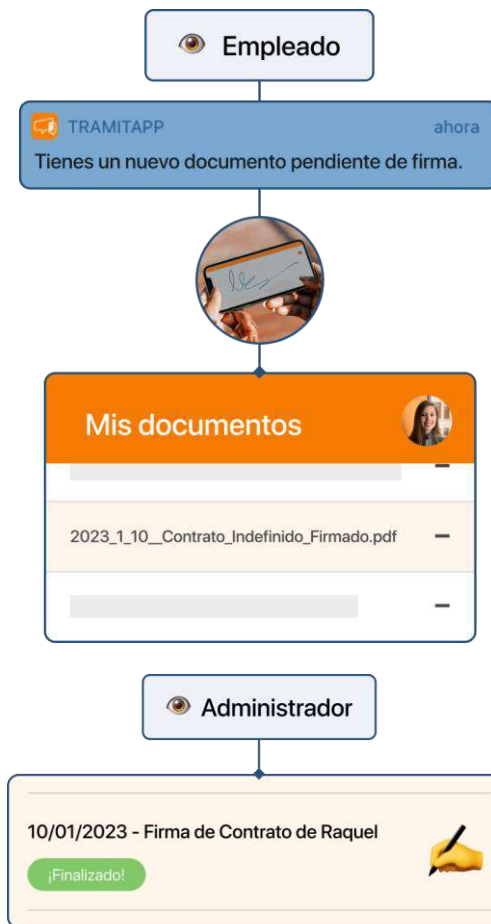 Empleado
TRAMITAPP ahora
Tienes un nuevo documento pendiente de firma.
Mis documentos
2023_1_10__Contrato_Indefinido_Firmado.pdf
Administrador
10/01/2023 - Firma de Contrato de Raquel
¡Finalizado!